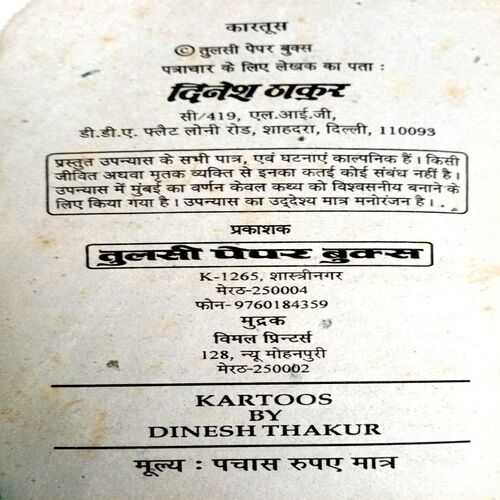 कारतूस
© तुलसी पेपर बुक्स
पत्राचार के लिए लेखक का पता :
दिनेश ठाकुर
सी/419, एल.आई.जी,
डी.डी.ए. फ्लैट लोनी रोड, शाहदरा, दिल्ली, 110093
प्रस्तुत उपन्यास के सभी पात्र, एवं घटनाएं काल्पनिक हैं। किसी
जीवित अथवा मृतक व्यक्ति से इनका कतई कोई संबंध नहीं है।
उपन्यास में मुंबई का वर्णन केवल कथ्य को विश्वसनीय बनाने के
लिए किया गया है। उपन्यास का उद्देश्य मात्र मनोरंजन है।
प्रकाशक
तुलसी पेपर बुक्स
K-1265, शास्त्रीनगर
मेरठ-250004
फोन-9760184359
मुद्रक
विमल प्रिन्टर्स
128, न्यू मोहनपुरी
मेरठ-250002
KARTOOS
BY
DINESH THAKUR
मूल्य : पचास रुपए मात्र